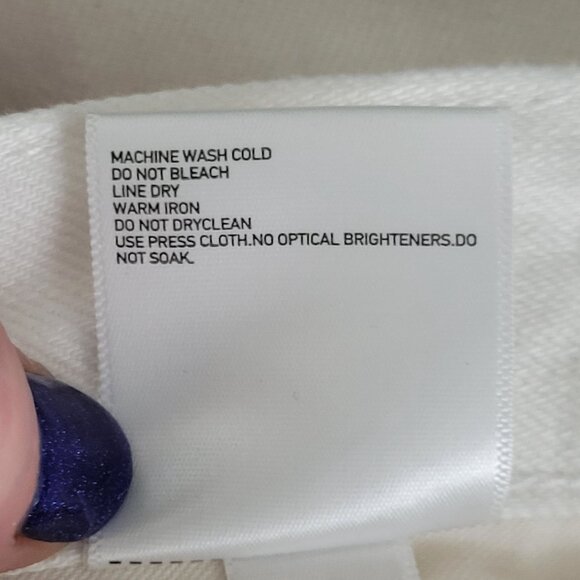 MACHINE WASH COLD
DO NOT BLEACH
LINE DRY
WARM IRON
DO NOT DRYCLEAN
USE PRESS CLOTH.NO OPTICAL BRIGHTENERS.DO
NOT SOAK.